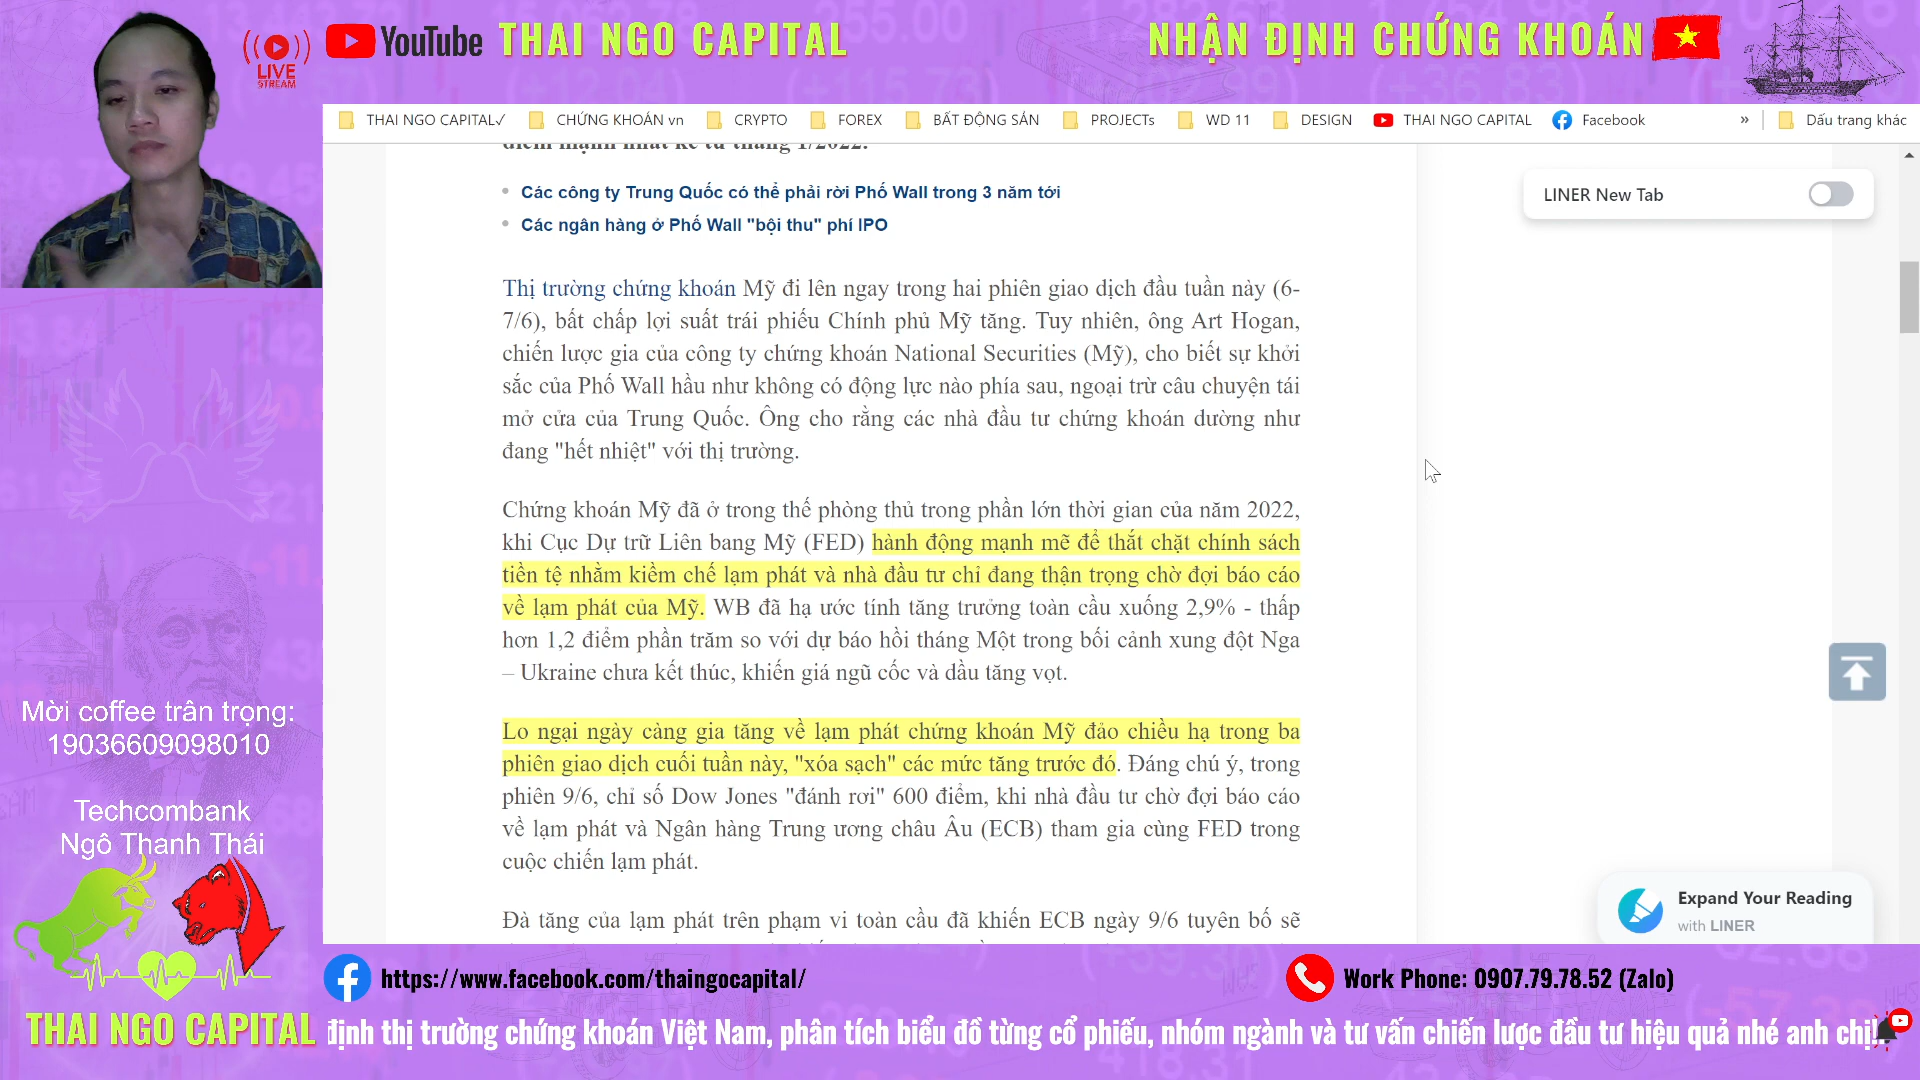 LIVE
STREAM
YouTube THAI NGO CAPITAL
NHẬN ĐỊNH CHỨNG KHOÁN
THAI NGO CAPITAL✓ CHỨNG KHOÁN vn CRYPTO FOREX BẤT ĐỘNG SẢN PROJECTs WD 11 DESIGN THAI NGO CAPITAL Facebook » Dấu trang khác
điểm mạnh nhất kể từ tháng 1/2022.
Các công ty Trung Quốc có thể phải rời Phố Wall trong 3 năm tới
Các ngân hàng ở Phố Wall "bội thu" phí IPO
LINER New Tab
Thị trường chứng khoán Mỹ đi lên ngay trong hai phiên giao dịch đầu tuần này (6-
7/6), bất chấp lợi suất trái phiếu Chính phủ Mỹ tăng. Tuy nhiên, ông Art Hogan,
chiến lược gia của công ty chứng khoán National Securities (Mỹ), cho biết sự khởi
sắc của Phố Wall hầu như không có động lực nào phía sau, ngoại trừ câu chuyện tái
mở cửa của Trung Quốc. Ông cho rằng các nhà đầu tư chứng khoán dường như
đang "hết nhiệt" với thị trường.
Chứng khoán Mỹ đã ở trong thế phòng thủ trong phần lớn thời gian của năm 2022,
khi Cục Dự trữ Liên bang Mỹ (FED) hành động mạnh mẽ để thắt chặt chính sách
tiền tệ nhằm kiềm chế lạm phát và nhà đầu tư chỉ đang thận trọng chờ đợi báo cáo
về lạm phát của Mỹ. WB đã hạ ước tính tăng trưởng toàn cầu xuống 2,9% - thấp
hơn 1,2 điểm phần trăm so với dự báo hồi tháng Một trong bối cảnh xung đột Nga
– Ukraine chưa kết thúc, khiến giá ngũ cốc và dầu tăng vọt.
Lo ngại ngày càng gia tăng về lạm phát chứng khoán Mỹ đảo chiều hạ trong ba
phiên giao dịch cuối tuần này, "xóa sạch" các mức tăng trước đó. Đáng chú ý, trong
phiên 9/6, chỉ số Dow Jones "đánh rơi" 600 điểm, khi nhà đầu tư chờ đợi báo cáo
về lạm phát và Ngân hàng Trung ương châu Âu (ECB) tham gia cùng FED trong
cuộc chiến lạm phát.
Đà tăng của lạm phát trên phạm vi toàn cầu đã khiến ECB ngày 9/6 tuyên bố sẽ
Expand Your Reading
with LINER
Mời coffee trân trọng:
19036609098010
Techcombank
Ngô Thanh Thái
THAI NGO CAPITAL
https://www.facebook.com/thaingocapital/
Work Phone: 0907.79.78.52 (Zalo)
định thị trường chứng khoán Việt Nam, phân tích biểu đồ từng cổ phiếu, nhóm ngành và tư vấn chiến lược đầu tư hiệu quả nhé anh chị!